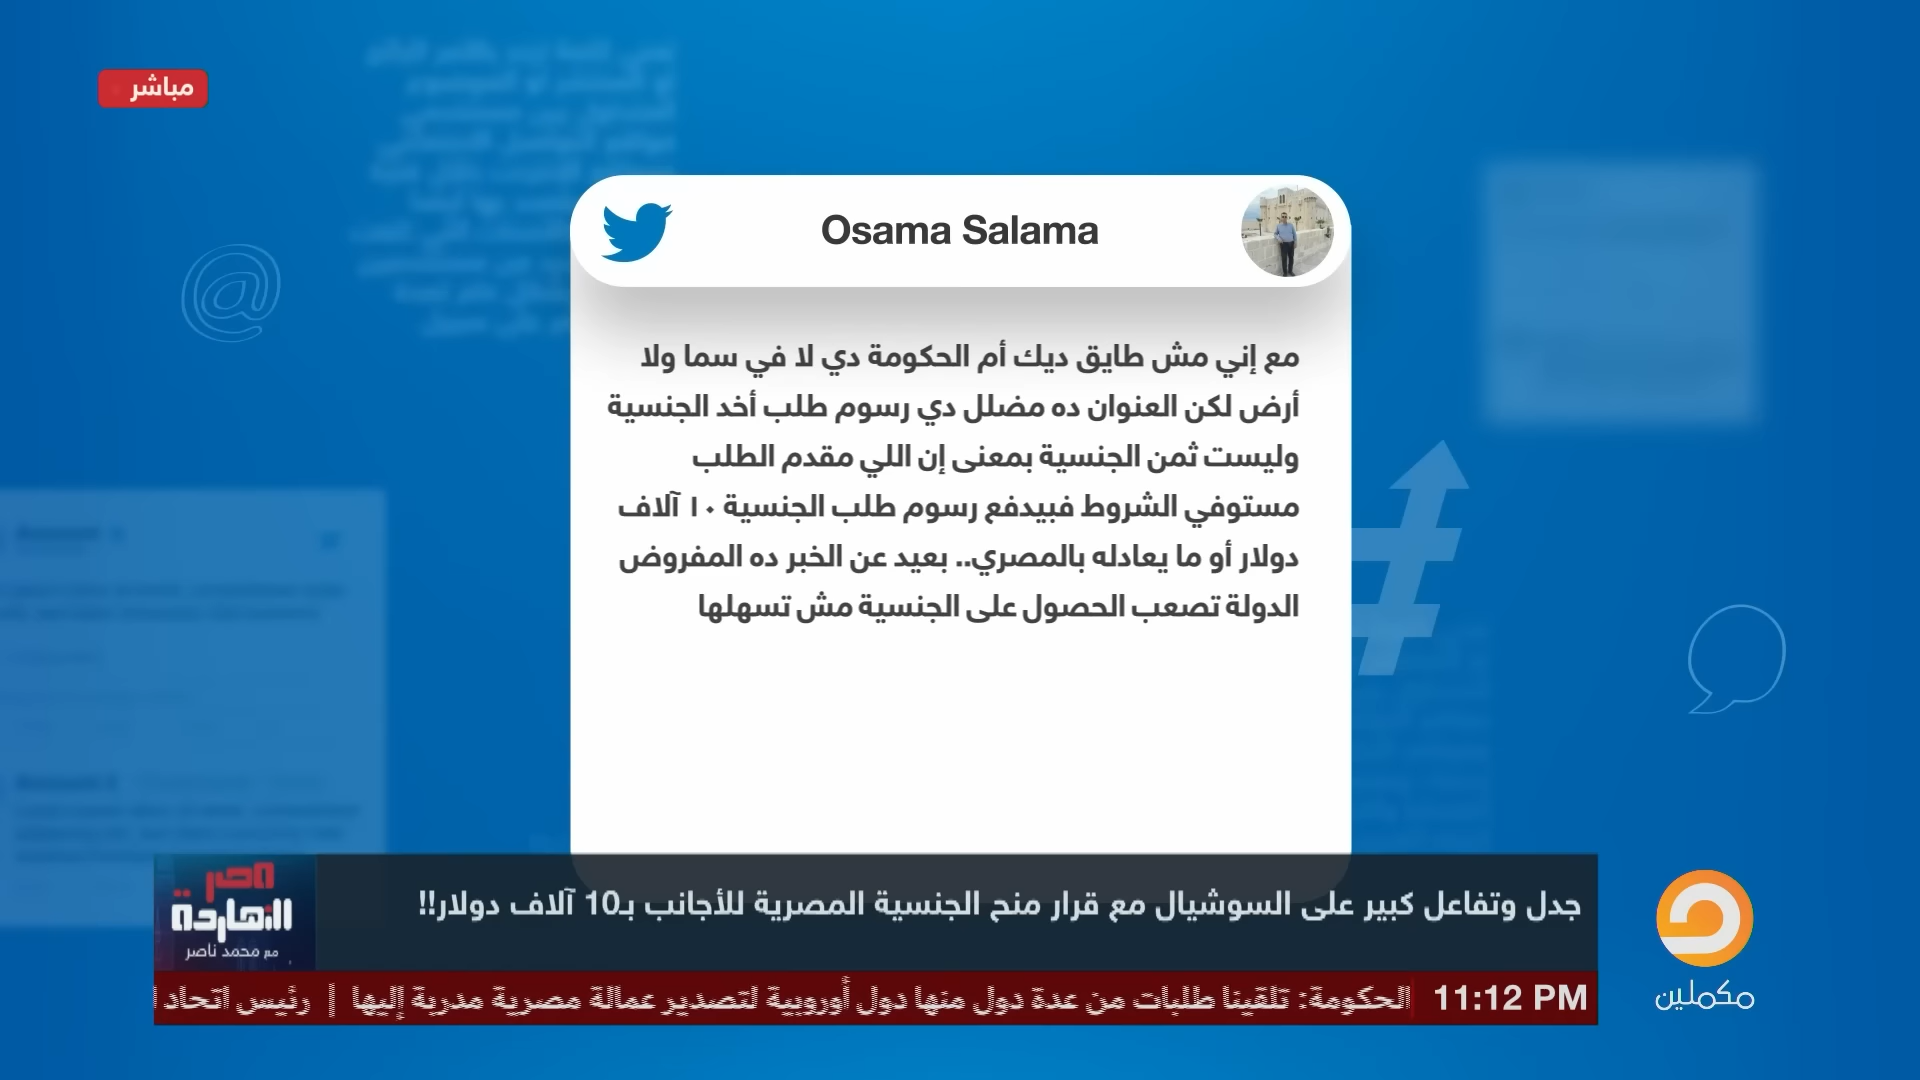 مباشر
Osama Salama
مع إني مش طايق ديك أم الحكومة دي لا في سما ولا
أرض لكن العنوان ده مضلل دي رسوم طلب أخد الجنسية
وليست ثمن الجنسية بمعنى إن اللي مقدم الطلب
مستوفي الشروط فبيدفع رسوم طلب الجنسية ١٠ آلاف
دولار أو ما يعادله بالمصري.. بعيد عن الخبر ده المفروض
الدولة تصعب الحصول على الجنسية مش تسهلها
جدل وتفاعل كبير على السوشيال مع قرار منح الجنسية المصرية للأجانب بـ10 آلاف دولار!!
مصر
النهاردة
مع محمد ناصر
11:12 PM
الحكومة: تلقينا طلبات من عدة دول منها دول أوروبية لتصدير عمالة مصرية مدربة إليها | رئيس اتحاد
مكملين